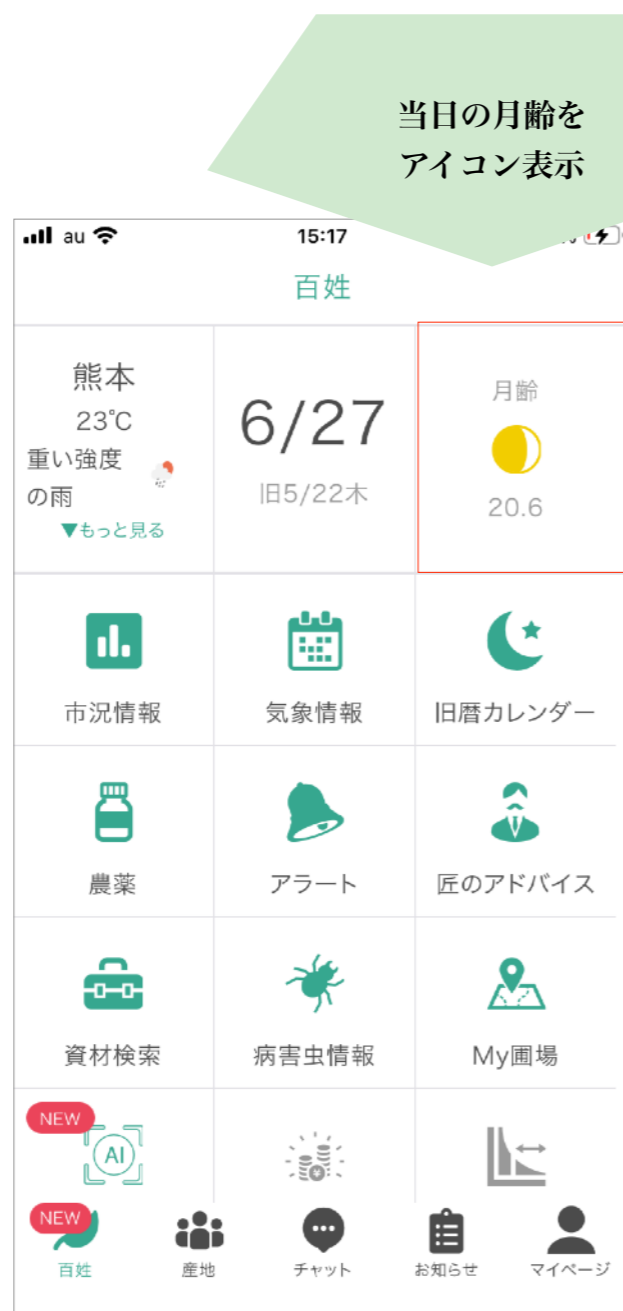 当日の月齢を
アイコン表示
au
15:17
百姓
熊本
23℃
重い強度
の雨
▼もっと見る
6/27
旧5/22木
月齢
20.6
市況情報
気象情報
旧暦カレンダー
農薬
アラート
匠のアドバイス
資材検索
病害虫情報
My圃場
NEW
AI
NEW
百姓
産地
チャット
お知らせ
マイページ